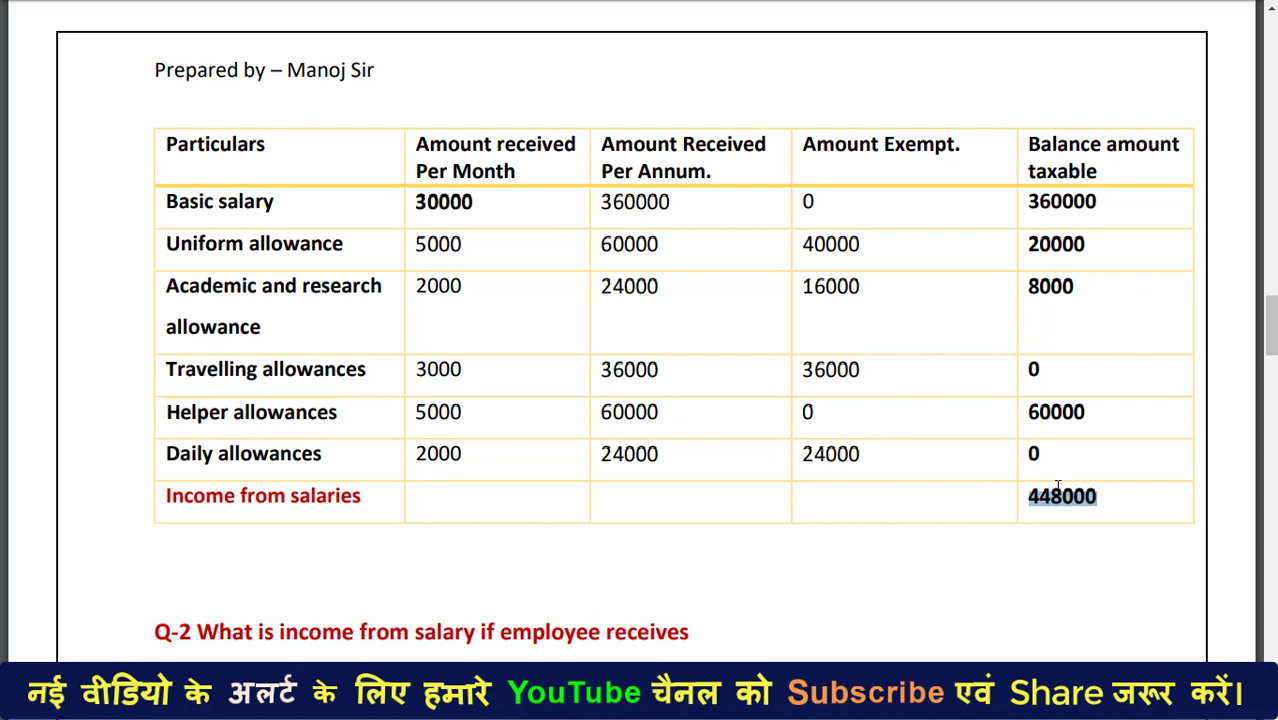 Prepared by – Manoj Sir
Particulars Amount received Per Month Amount Received Per Annum. Amount Exempt. Balance amount taxable
Basic salary 30000 360000 0 360000
Uniform allowance 5000 60000 40000 20000
Academic and research allowance 2000 24000 16000 8000
Travelling allowances 3000 36000 36000 0
Helper allowances 5000 60000 0 60000
Daily allowances 2000 24000 24000 0
Income from salaries 448000
Q-2 What is income from salary if employee receives
नई वीडियो के अलर्ट के लिए हमारे YouTube चैनल को Subscribe एवं Share जरूर करें।